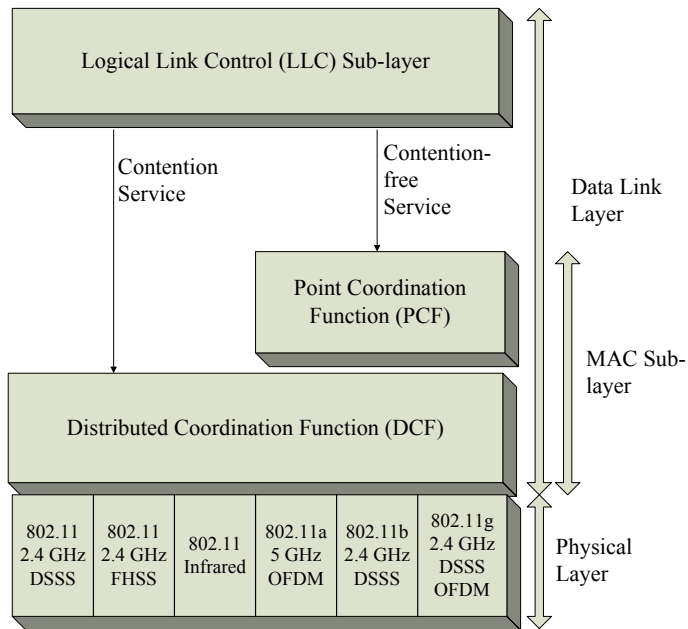 Logical Link Control (LLC) Sub-layer
Contention
Service
Contention-
free
Service
Data Link
Layer
Point Coordination
Function (PCF)
MAC Sub-
layer
Distributed Coordination Function (DCF)
802.11
2.4 GHz
DSSS
802.11
2.4 GHz
FHSS
802.11
Infrared
802.11a
5 GHz
OFDM
802.11b
2.4 GHz
DSSS
802.11g
2.4 GHz
DSSS
OFDM
Physical
Layer